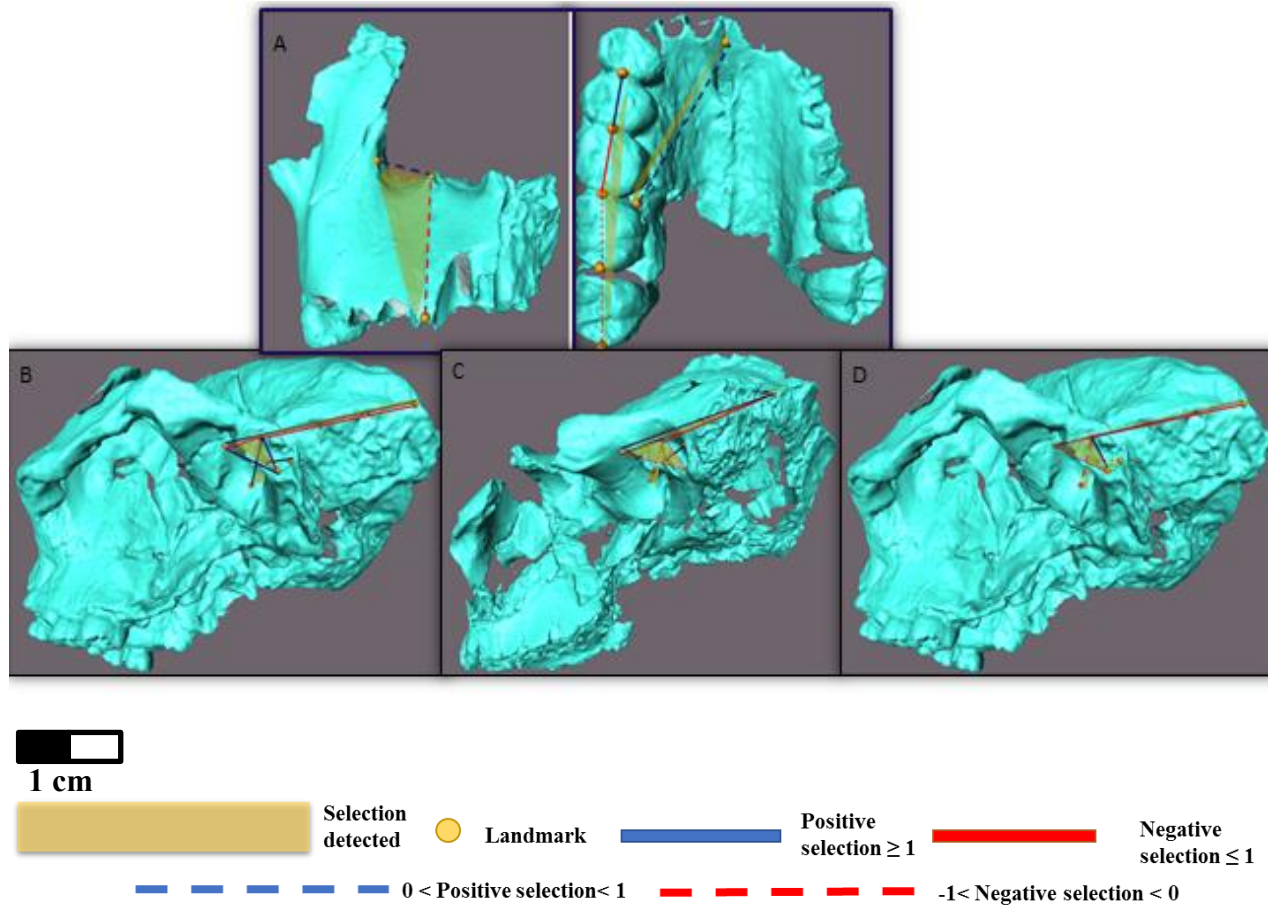 A
B
C
D
1 cm
Selection
detected
Landmark
Positive
selection ≥ 1
Negative
selection ≤ 1
0 < Positive selection< 1
-1< Negative selection < 0